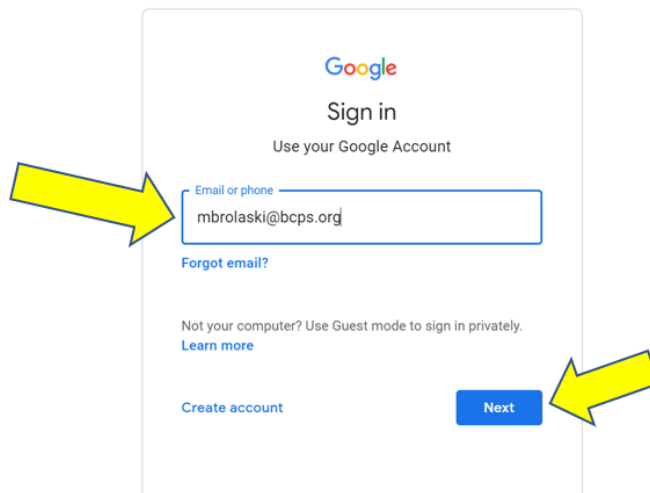 Google
Sign in
Use your Google Account
Email or phone
mbrolaski@bcps.org
Forgot email?
Not your computer? Use Guest mode to sign in privately.
Learn more
Create account
Next